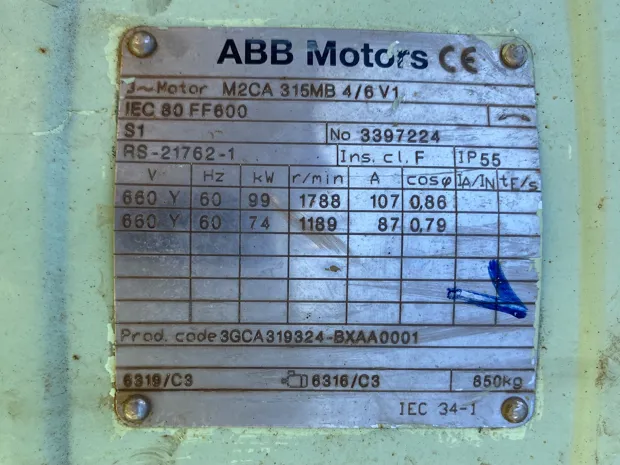 ABB Motors CE
3~Motor M2CA 315MB 4/6 V1
IEC 80 FF600
S1 No 3397224
RS-21762-1 Ins.cl.F IP55
V Hz kW r/min A cosφ IA/IN tE/s
660 Y 60 99 1788 107 0,86
660 Y 60 74 1189 87 0,79
Prod. code 3GCA319324-BXAA0001
6319/C3 6316/C3 850kg
IEC 34-1